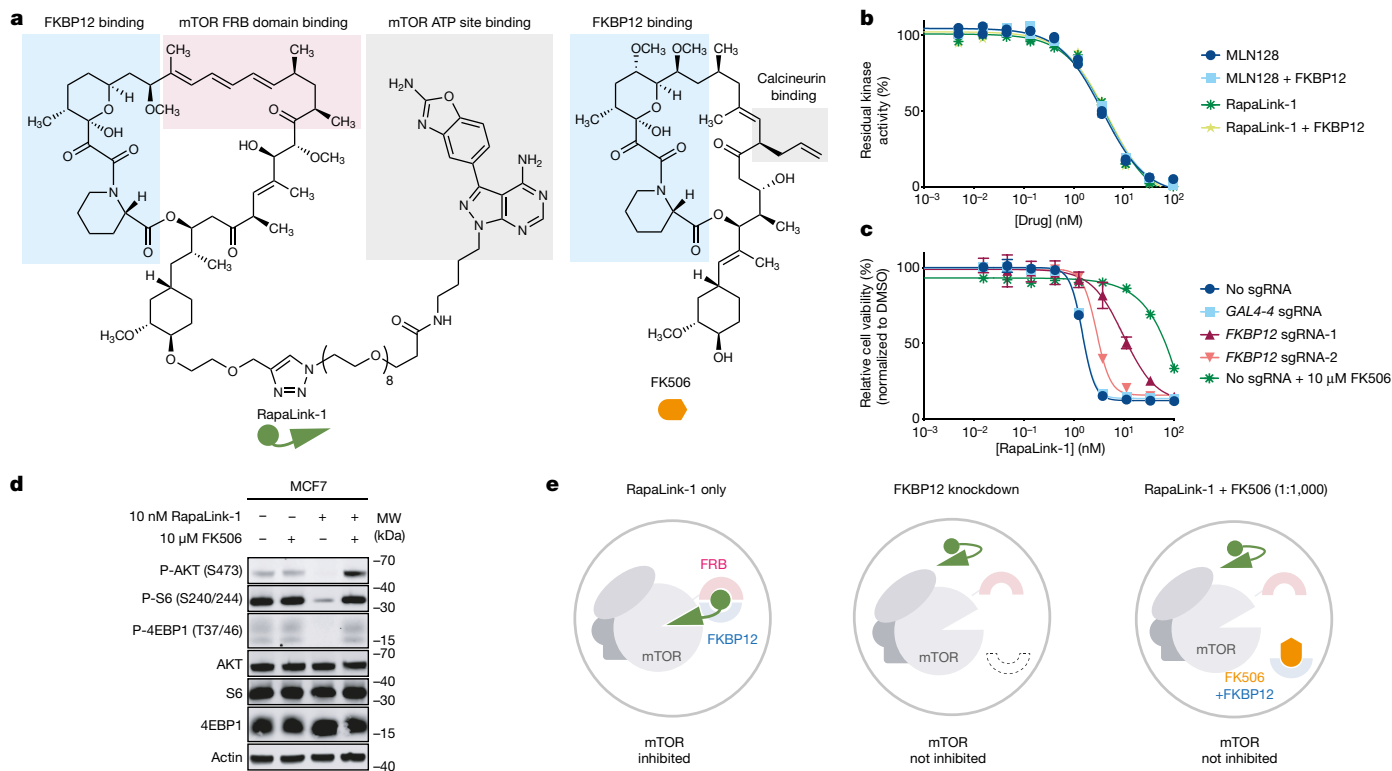 a
FKBP12 binding
mTOR FRB domain binding
mTOR ATP site binding
FKBP12 binding
Calcineurin
binding
H3C
CH3
H
O
OCH3
H3C
OH
O
O
N
H
O
O
O
CH3
O
CH3
HO
OCH3
CH3
CH3
CH3
H
H3CO
O
O
N
N=N
O
8
O
NH
H2N
O
N
NH2
N
N
N
N
RapaLink-1
OCH3
OCH3
CH3
H
O
H3C
OH
O
O
N
H
O
O
CH3
O
OH
CH3
CH3
H
H3CO
OH
FK506
b
Residual kinase
activity (%)
100
50
0
10–3
10–2
10–1
100
101
102
[Drug] (nM)
MLN128
MLN128 + FKBP12
RapaLink-1
RapaLink-1 + FKBP12
c
Relative cell vaibility (%)
(normalized to DMSO)
100
50
0
10–3
10–2
10–1
100
101
102
[RapaLink-1] (nM)
No sgRNA
GAL4-4 sgRNA
FKBP12 sgRNA-1
FKBP12 sgRNA-2
No sgRNA + 10 μM FK506
d
MCF7
10 nM RapaLink-1 – – + +
10 μM FK506 – + – +
MW
(kDa)
P-AKT (S473)
–70
P-S6 (S240/244)
–40
–30
P-4EBP1 (T37/46)
–15
AKT
–70
S6
–40
–30
4EBP1
–15
Actin
–40
e
RapaLink-1 only
FRB
FKBP12
mTOR
mTOR
inhibited
FKBP12 knockdown
mTOR
mTOR
not inhibited
RapaLink-1 + FK506 (1:1,000)
mTOR
FK506
+FKBP12
mTOR
not inhibited